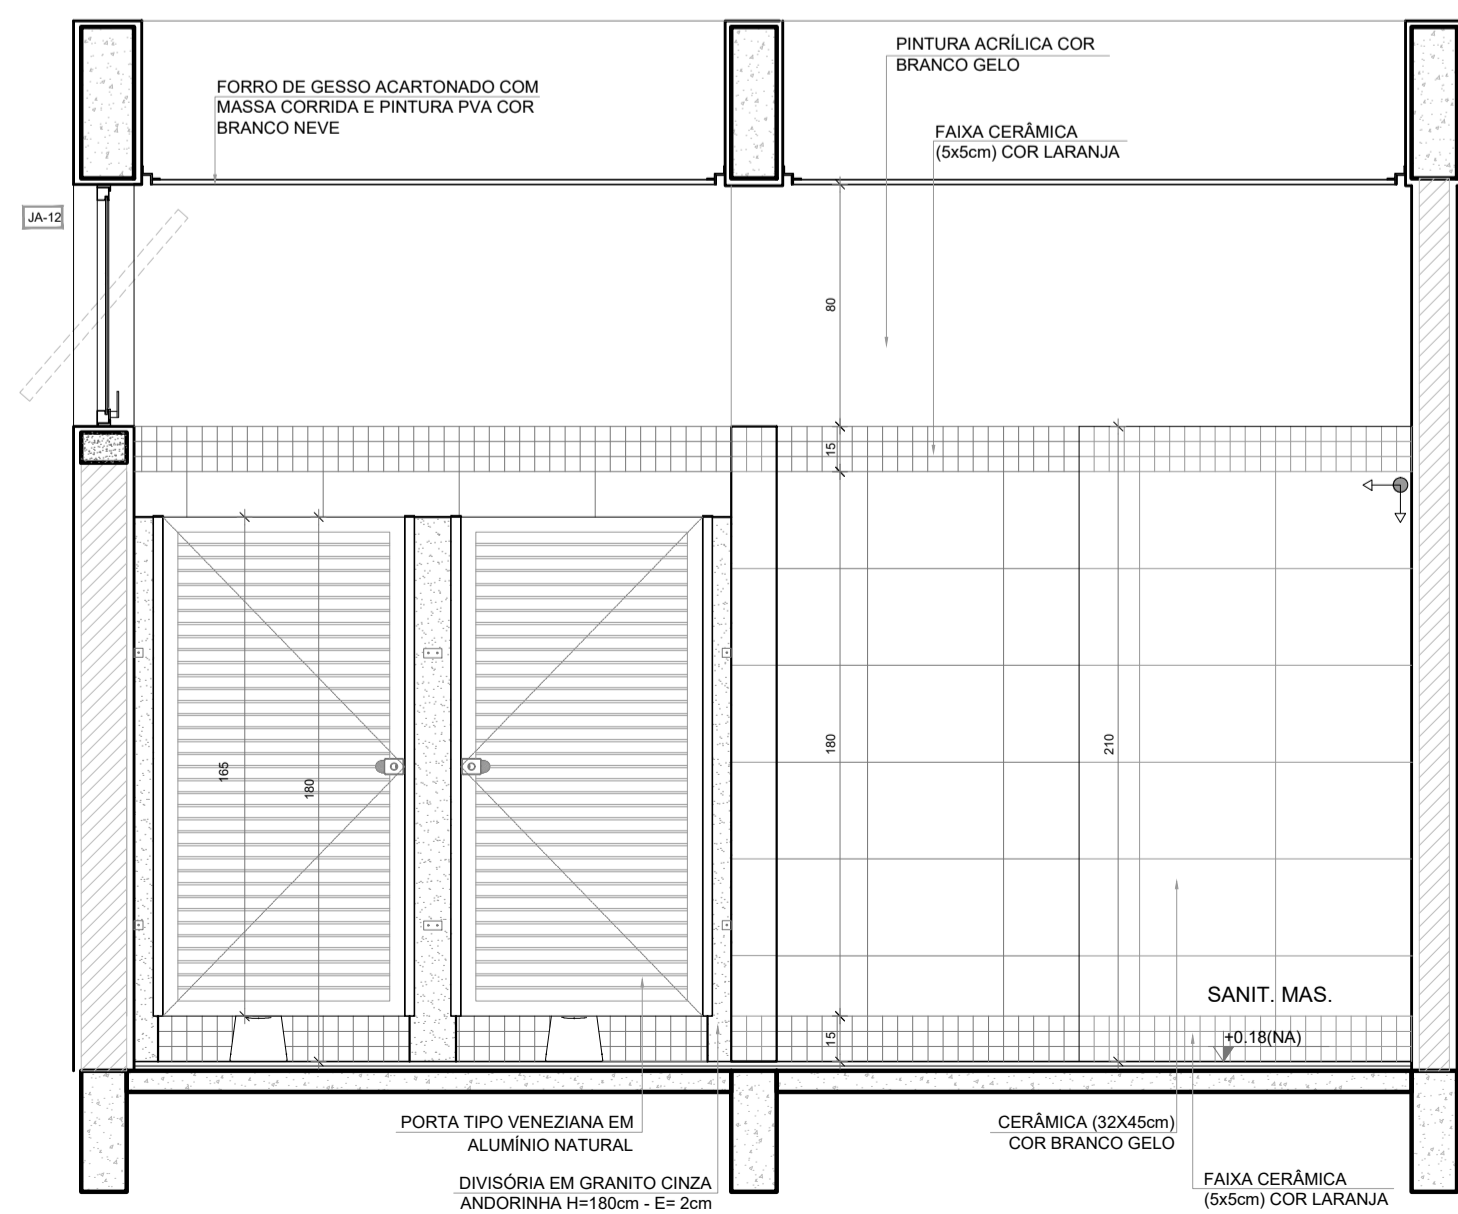 PINTURA ACRÍLICA COR
BRANCO GELO
FORRO DE GESSO ACARTONADO COM
MASSA CORRIDA E PINTURA PVA COR
BRANCO NEVE
FAIXA CERÂMICA
(5x5cm) COR LARANJA
JA-12
80
15
165
180
180
210
SANIT. MAS.
+0.18(NA)
15
PORTA TIPO VENEZIANA EM
ALUMÍNIO NATURAL
CERÂMICA (32X45cm)
COR BRANCO GELO
DIVISÓRIA EM GRANITO CINZA
ANDORINHA H=180cm - E= 2cm
FAIXA CERÂMICA
(5x5cm) COR LARANJA